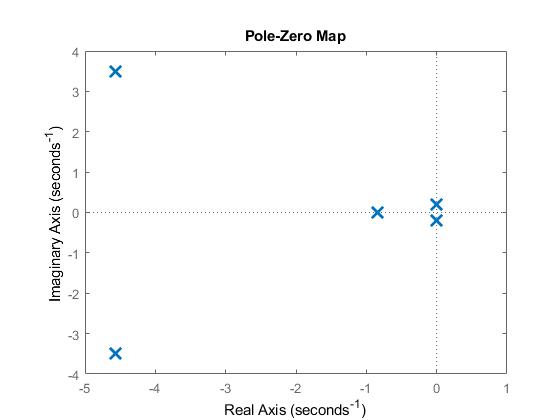 Pole-Zero Map
4
3
2
1
0
-1
-2
-3
-4
Imaginary Axis (seconds⁻¹)
-5 -4 -3 -2 -1 0 1
Real Axis (seconds⁻¹)